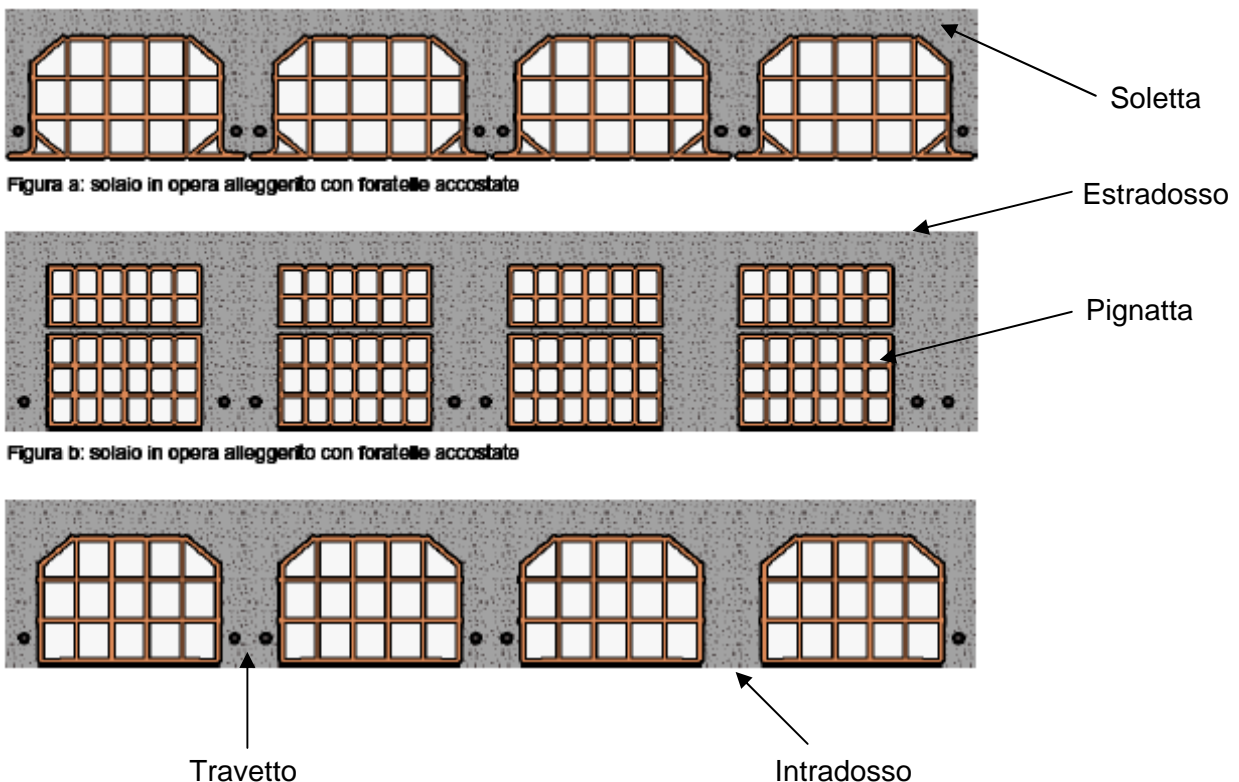 Soletta
Figura a: solaio in opera alleggerito con foratelle accostate
Estradosso
Pignatta
Figura b: solaio in opera alleggerito con foratelle accostate
Travetto
Intradosso